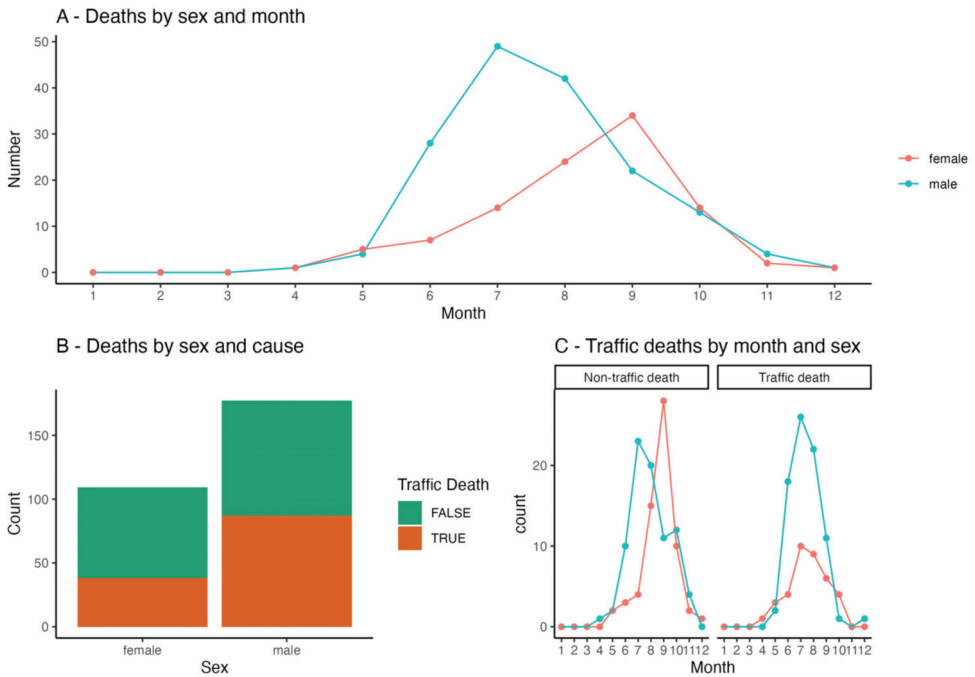 A - Deaths by sex and month
50
40
30
20
10
0
Number
1 2 3 4 5 6 7 8 9 10 11 12
Month
female
male
B - Deaths by sex and cause
150
100
50
0
Count
female male
Sex
Traffic Death
FALSE
TRUE
C - Traffic deaths by month and sex
Non-traffic death Traffic death
20
10
0
count
1 2 3 4 5 6 7 8 9 10 11 12 1 2 3 4 5 6 7 8 9 10 11 12
Month